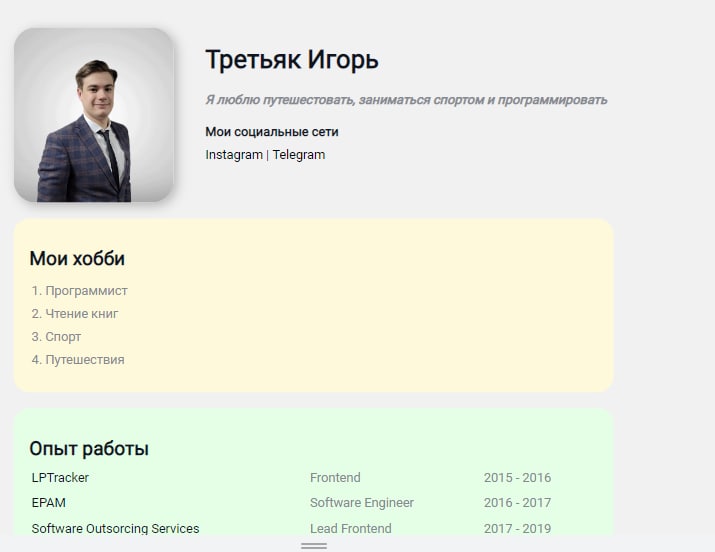 Третьяк Игорь
Я люблю путешестовать, заниматься спортом и программировать
Мои социальные сети
Instagram | Telegram
Мои хобби
1. Программист
2. Чтение книг
3. Спорт
4. Путешествия
Опыт работы
LPTracker Frontend 2015 - 2016
EPAM Software Engineer 2016 - 2017
Software Outsorcing Services Lead Frontend 2017 - 2019